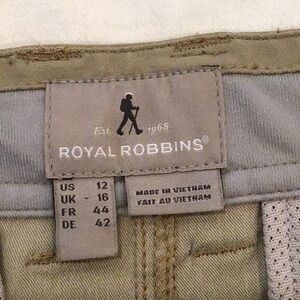 Est. 1968
ROYAL ROBBINS®
US 12
UK - 16
FR 44
DE 42
MADE IN VIETNAM
FAIT AU VIETNAM